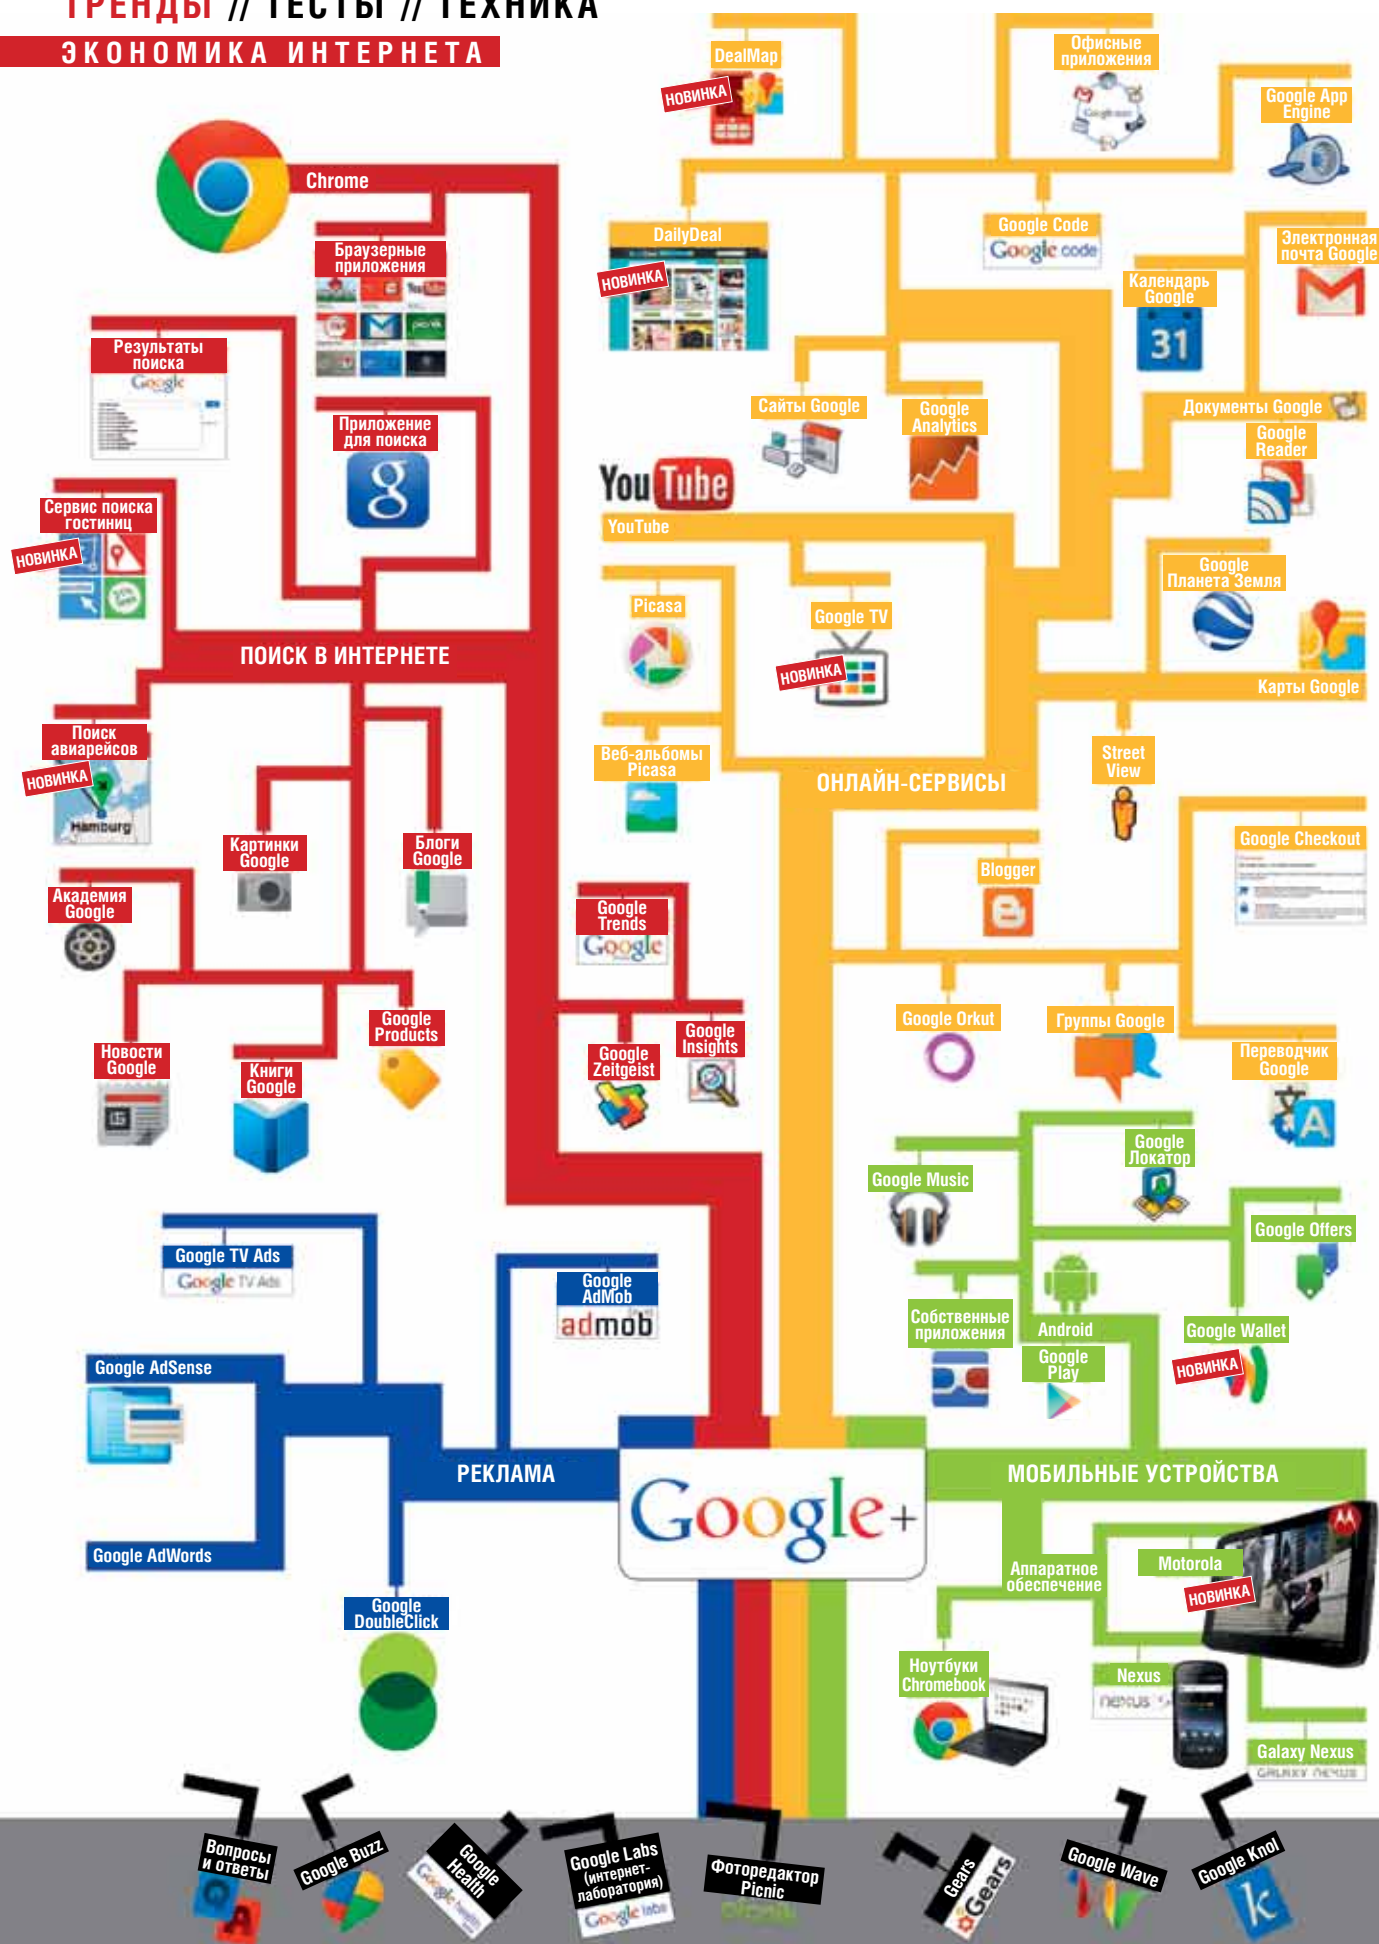 ТРЕНДЫ // ТЕСТЫ // ТЕХНИКА
ЭКОНОМИКА ИНТЕРНЕТА
DealMap
НОВИНКА
Офисные
приложения
Google App
Engine
Chrome
Браузерные
приложения
YouTube
DailyDeal
НОВИНКА
Google Code
Google code
Электронная
почта Google
Календарь
Google
31
Результаты
поиска
Google
Приложение
для поиска
g
Сайты Google
Google
Analytics
Документы Google
Google
Reader
Сервис поиска
гостиниц
НОВИНКА
YouTube
YouTube
Picasa
Google TV
НОВИНКА
Google
Планета Земля
ПОИСК В ИНТЕРНЕТЕ
Карты Google
Поиск
авиарейсов
НОВИНКА
Hamburg
Веб-альбомы
Picasa
ОНЛАЙН-СЕРВИСЫ
Street
View
Картинки
Google
Блоги
Google
Blogger
Google Checkout
Академия
Google
Google
Trends
Google
Google
Products
Google Orkut
Группы Google
Новости
Google
Книги
Google
Google
Zeitgeist
Google
Insights
Переводчик
Google
A
Google Music
Google
Локатор
Google TV Ads
Google TV Ads
Google
AdMob
admob
Google Offers
Собственные
приложения
Android
Google Wallet
НОВИНКА
Google
Play
Google AdSense
РЕКЛАМА
Google+
МОБИЛЬНЫЕ УСТРОЙСТВА
Google AdWords
Аппаратное
обеспечение
Motorola
НОВИНКА
Google
DoubleClick
Ноутбуки
Chromebook
Nexus
nexus S
Galaxy Nexus
GALAXY NEXUS
Вопросы
и ответы
Q
A
Google Buzz
Google
Health
Google health
Google Labs
(интернет-
лаборатория)
Google labs
Фоторедактор
Picnic
picnik
Gears
Gears
Google Wave
Google Knol
k